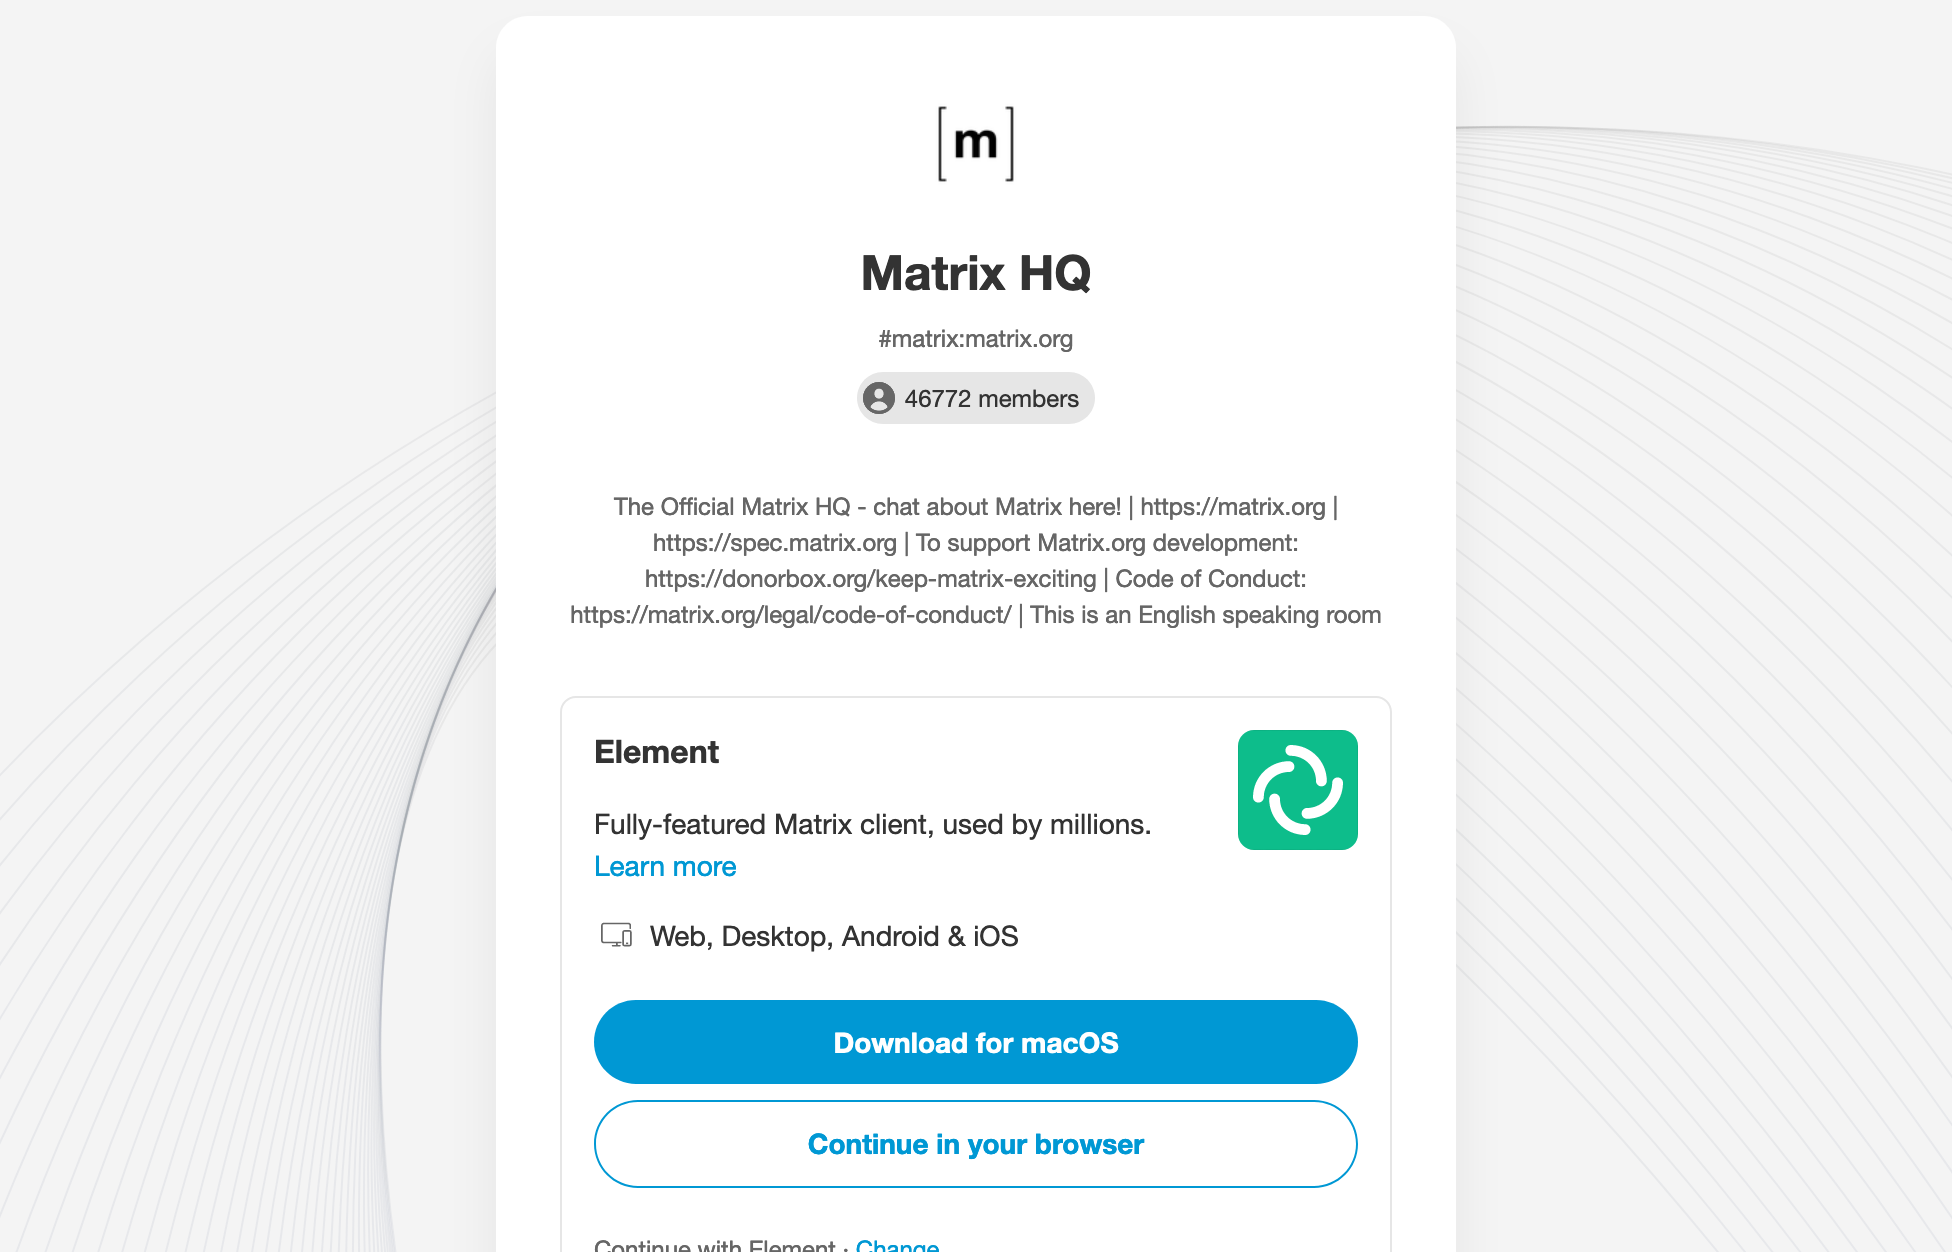 [m]
Matrix HQ
#matrix:matrix.org
46772 members
The Official Matrix HQ - chat about Matrix here! | https://matrix.org |
https://spec.matrix.org | To support Matrix.org development:
https://donorbox.org/keep-matrix-exciting | Code of Conduct:
https://matrix.org/legal/code-of-conduct/ | This is an English speaking room
Element
Fully-featured Matrix client, used by millions.
Learn more
Web, Desktop, Android & iOS
Download for macOS
Continue in your browser
Continue with Element · Change